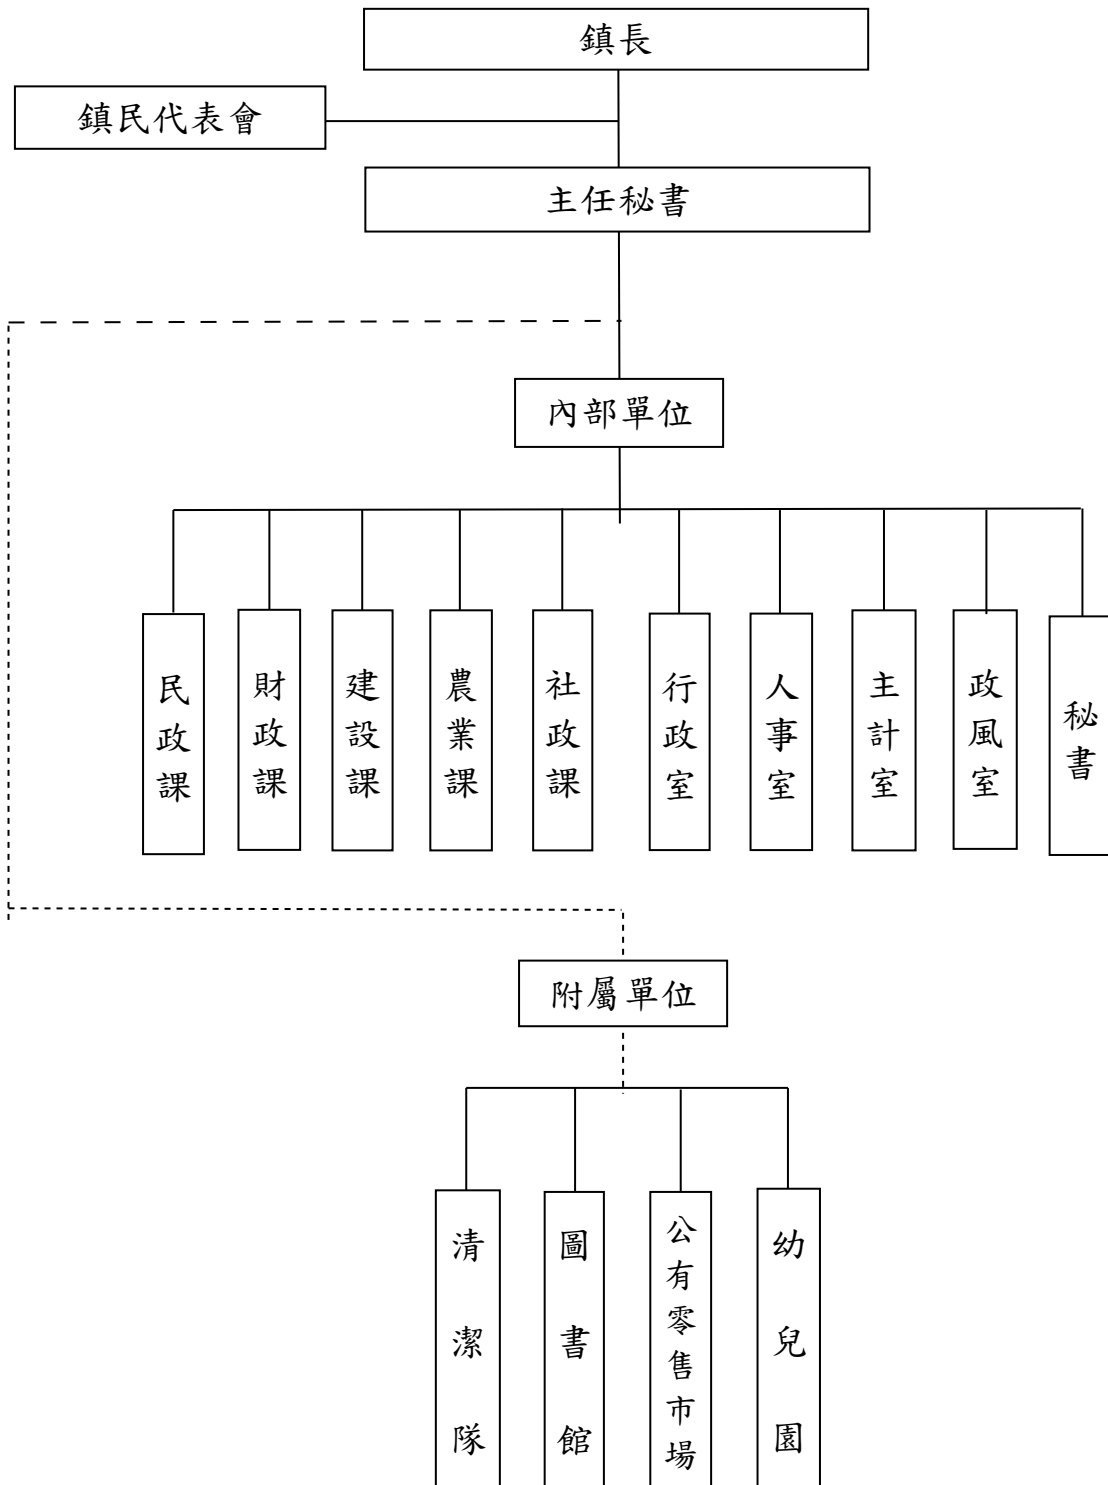 鎮長
鎮民代表會
主任秘書
內部單位
民政課
財政課
建設課
農業課
社政課
行政室
人事室
主計室
政風室
秘書
附屬單位
清潔隊
圖書館
公有零售市場
幼兒園